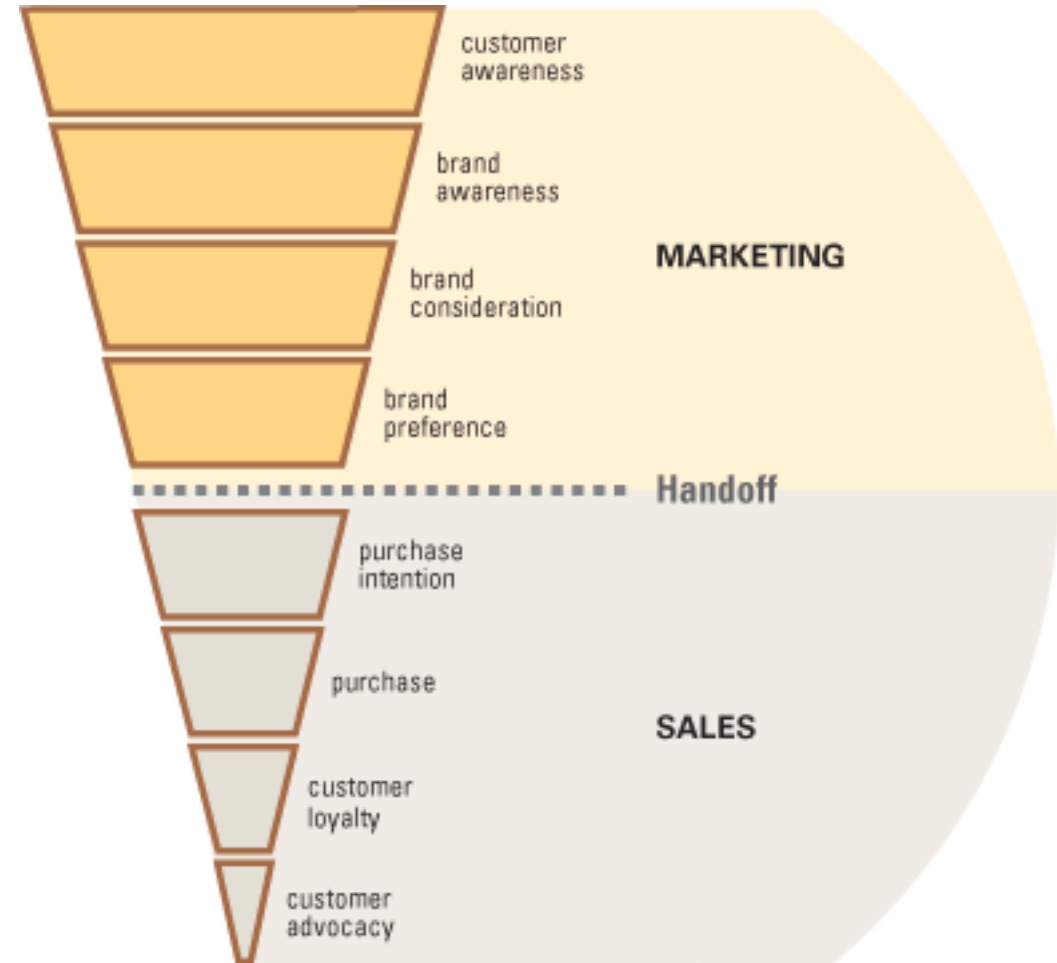 customer
awareness
brand
awareness
MARKETING
brand
consideration
brand
preference
Handoff
purchase
intention
purchase
SALES
customer
loyalty
customer
advocacy